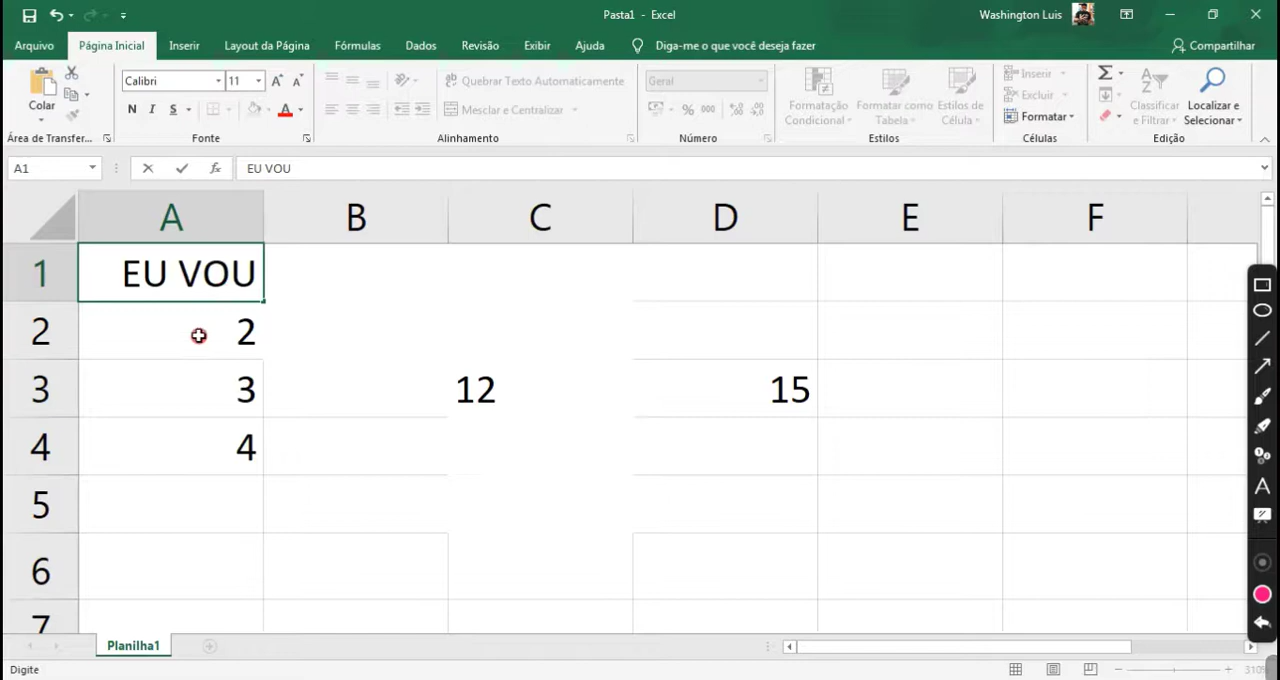 Pasta1 - Excel
Washington Luis
Arquivo Página Inicial Inserir Layout da Página Fórmulas Dados Revisão Exibir Ajuda Diga-me o que você deseja fazer Compartilhar
Colar
Área de Transfer...
Calibri 11
N I S A
Fonte
Quebrar Texto Automaticamente
Mesclar e Centralizar
Alinhamento
Geral
% 000
Número
Formatação Condicional
Formatar como Tabela
Estilos de Célula
Estilos
Inserir
Excluir
Formatar
Células
Classificar e Filtrar
Localizar e Selecionar
Edição
A1 fx EU VOU
A B C D E F
1 EU VOU
2 2
3 3 12 15
4 4
5
6
7
Planilha1
Digite
310%